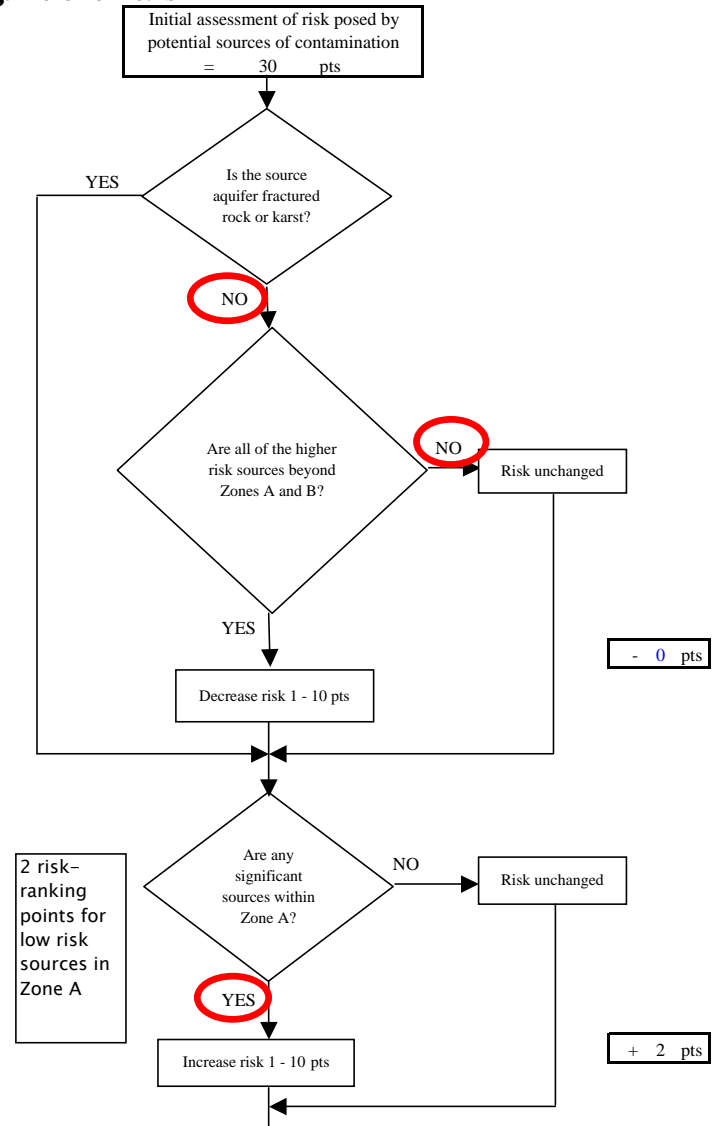 Initial assessment of risk posed by
potential sources of contamination
= 30 pts
Is the source
aquifer fractured
rock or karst?
YES
NO
Are all of the higher
risk sources beyond
Zones A and B?
NO
Risk unchanged
YES
- 0 pts
Decrease risk 1 - 10 pts
Are any
significant
sources within
Zone A?
NO
Risk unchanged
2 risk-
ranking
points for
low risk
sources in
Zone A
YES
Increase risk 1 - 10 pts
+ 2 pts